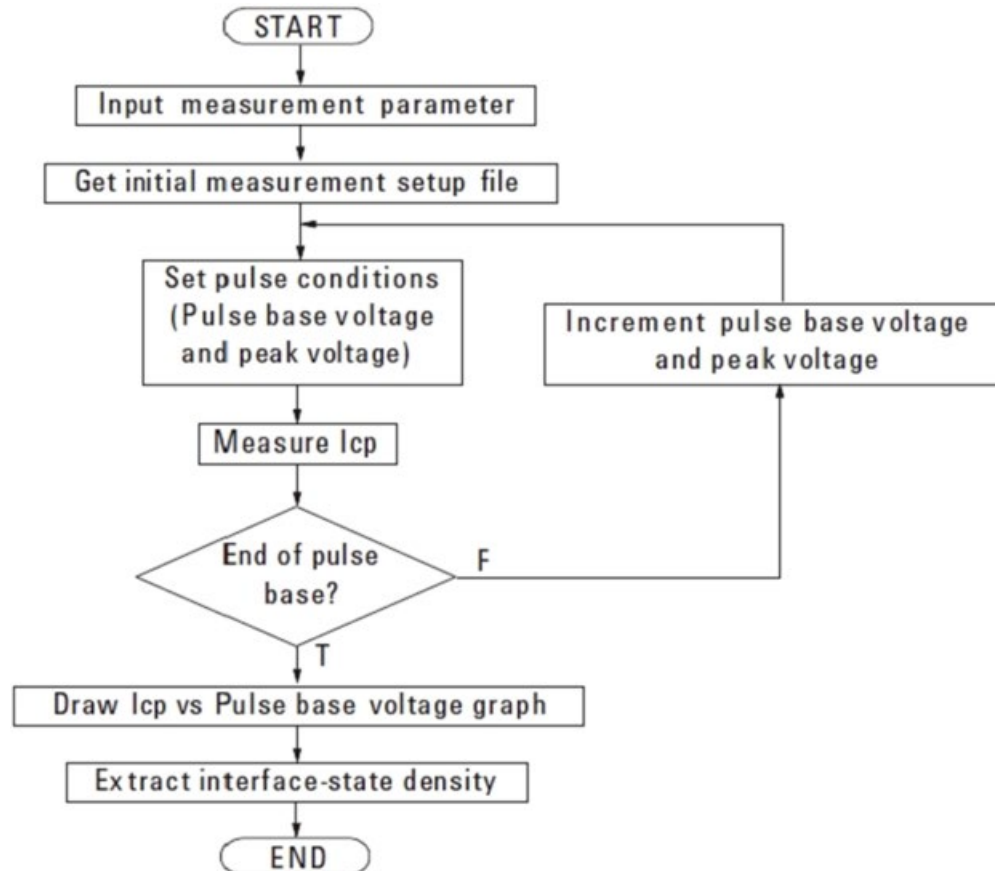 START
Input measurement parameter
Get initial measurement setup file
Set pulse conditions
(Pulse base voltage
and peak voltage)
Increment pulse base voltage
and peak voltage
Measure Icp
End of pulse
base?
F
T
Draw Icp vs Pulse base voltage graph
Extract interface-state density
END